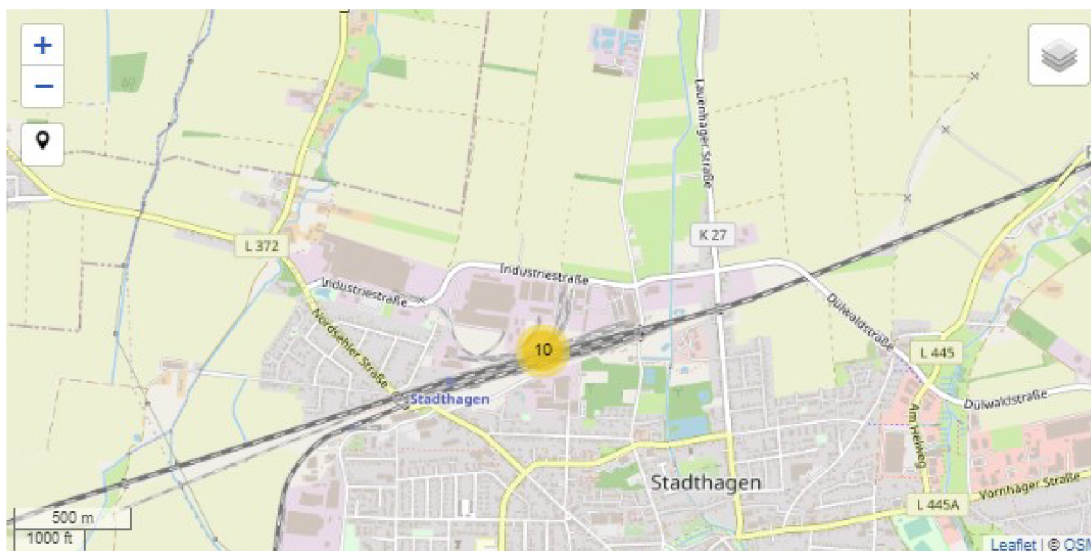 +
−
Lauenhäger Straße
K 27
L 372
Industriestraße
Industriestraße
Nordsehler Straße
10
Stadthagen
Dülwaldstraße
L 445
Dülwaldstraße
Am Helweg
Stadthagen
Vornhäger Straße
L 445A
500 m
1000 ft
Leaflet | © OSM